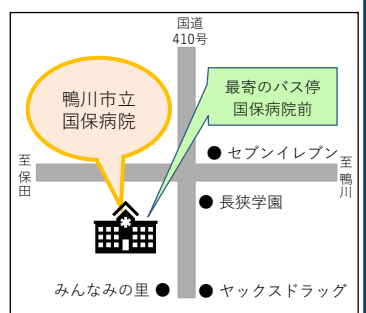 国道
410号
鴨川市立
国保病院
最寄のバス停
国保病院前
● セブンイレブン
至保田
至鴨川
● 長狭学園
みんなみの里 ●
● ヤックスドラッグ